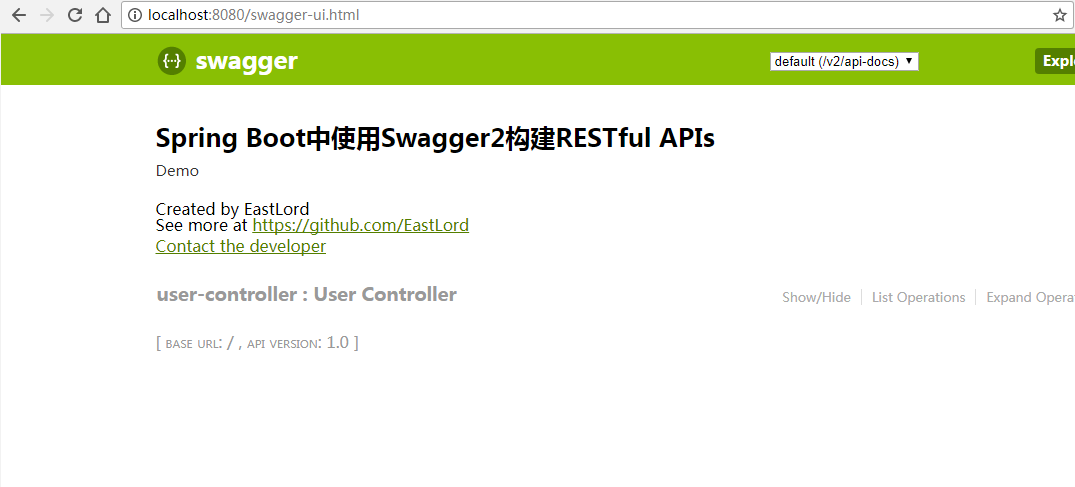 localhost:8080/swagger-ui.html
{··} swagger
default (/v2/api-docs) ▼
Expl
Spring Boot中使用Swagger2构建RESTful APIs
Demo
Created by EastLord
See more at https://github.com/EastLord
Contact the developer
user-controller : User Controller
Show/Hide
List Operations
Expand Opera
[ BASE URL: / , API VERSION: 1.0 ]